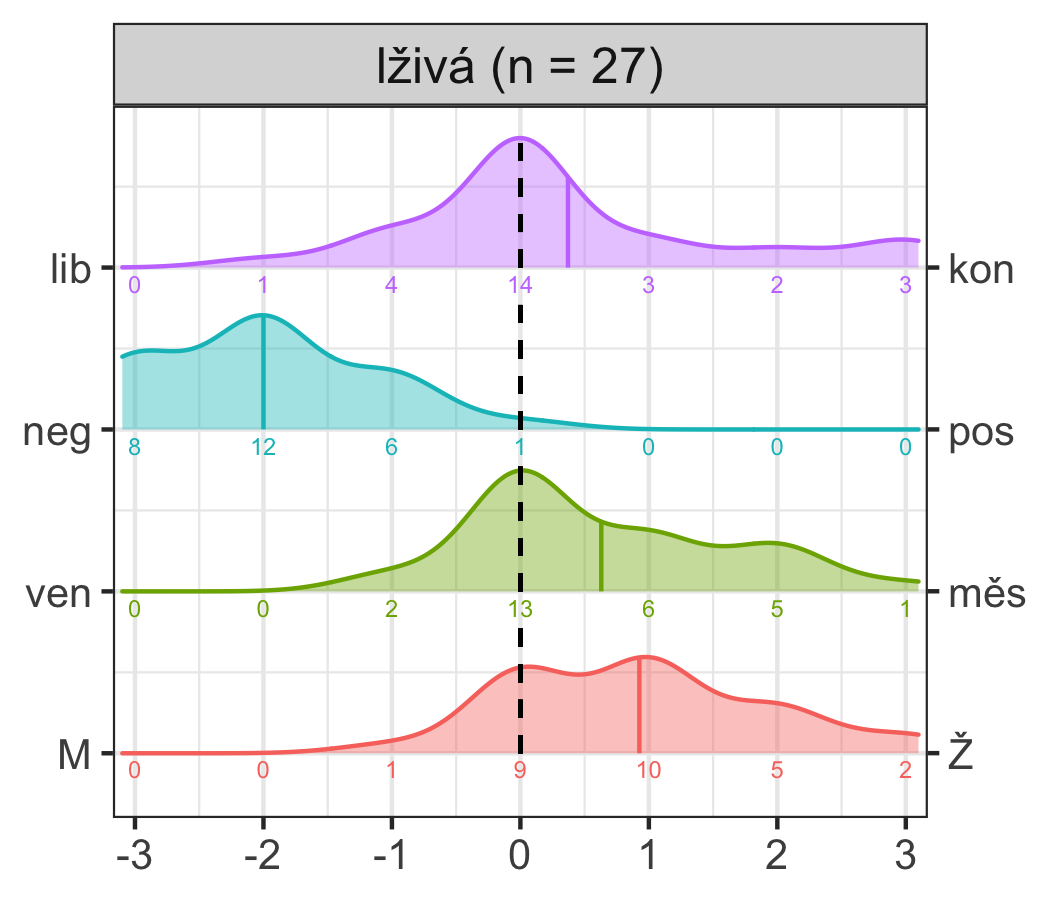 lživá (n = 27)
lib kon
0 1 4 14 3 2 3
neg pos
8 12 6 1 0 0 0
ven měs
0 0 2 13 6 5 1
M Ž
0 0 1 9 10 5 2
-3 -2 -1 0 1 2 3